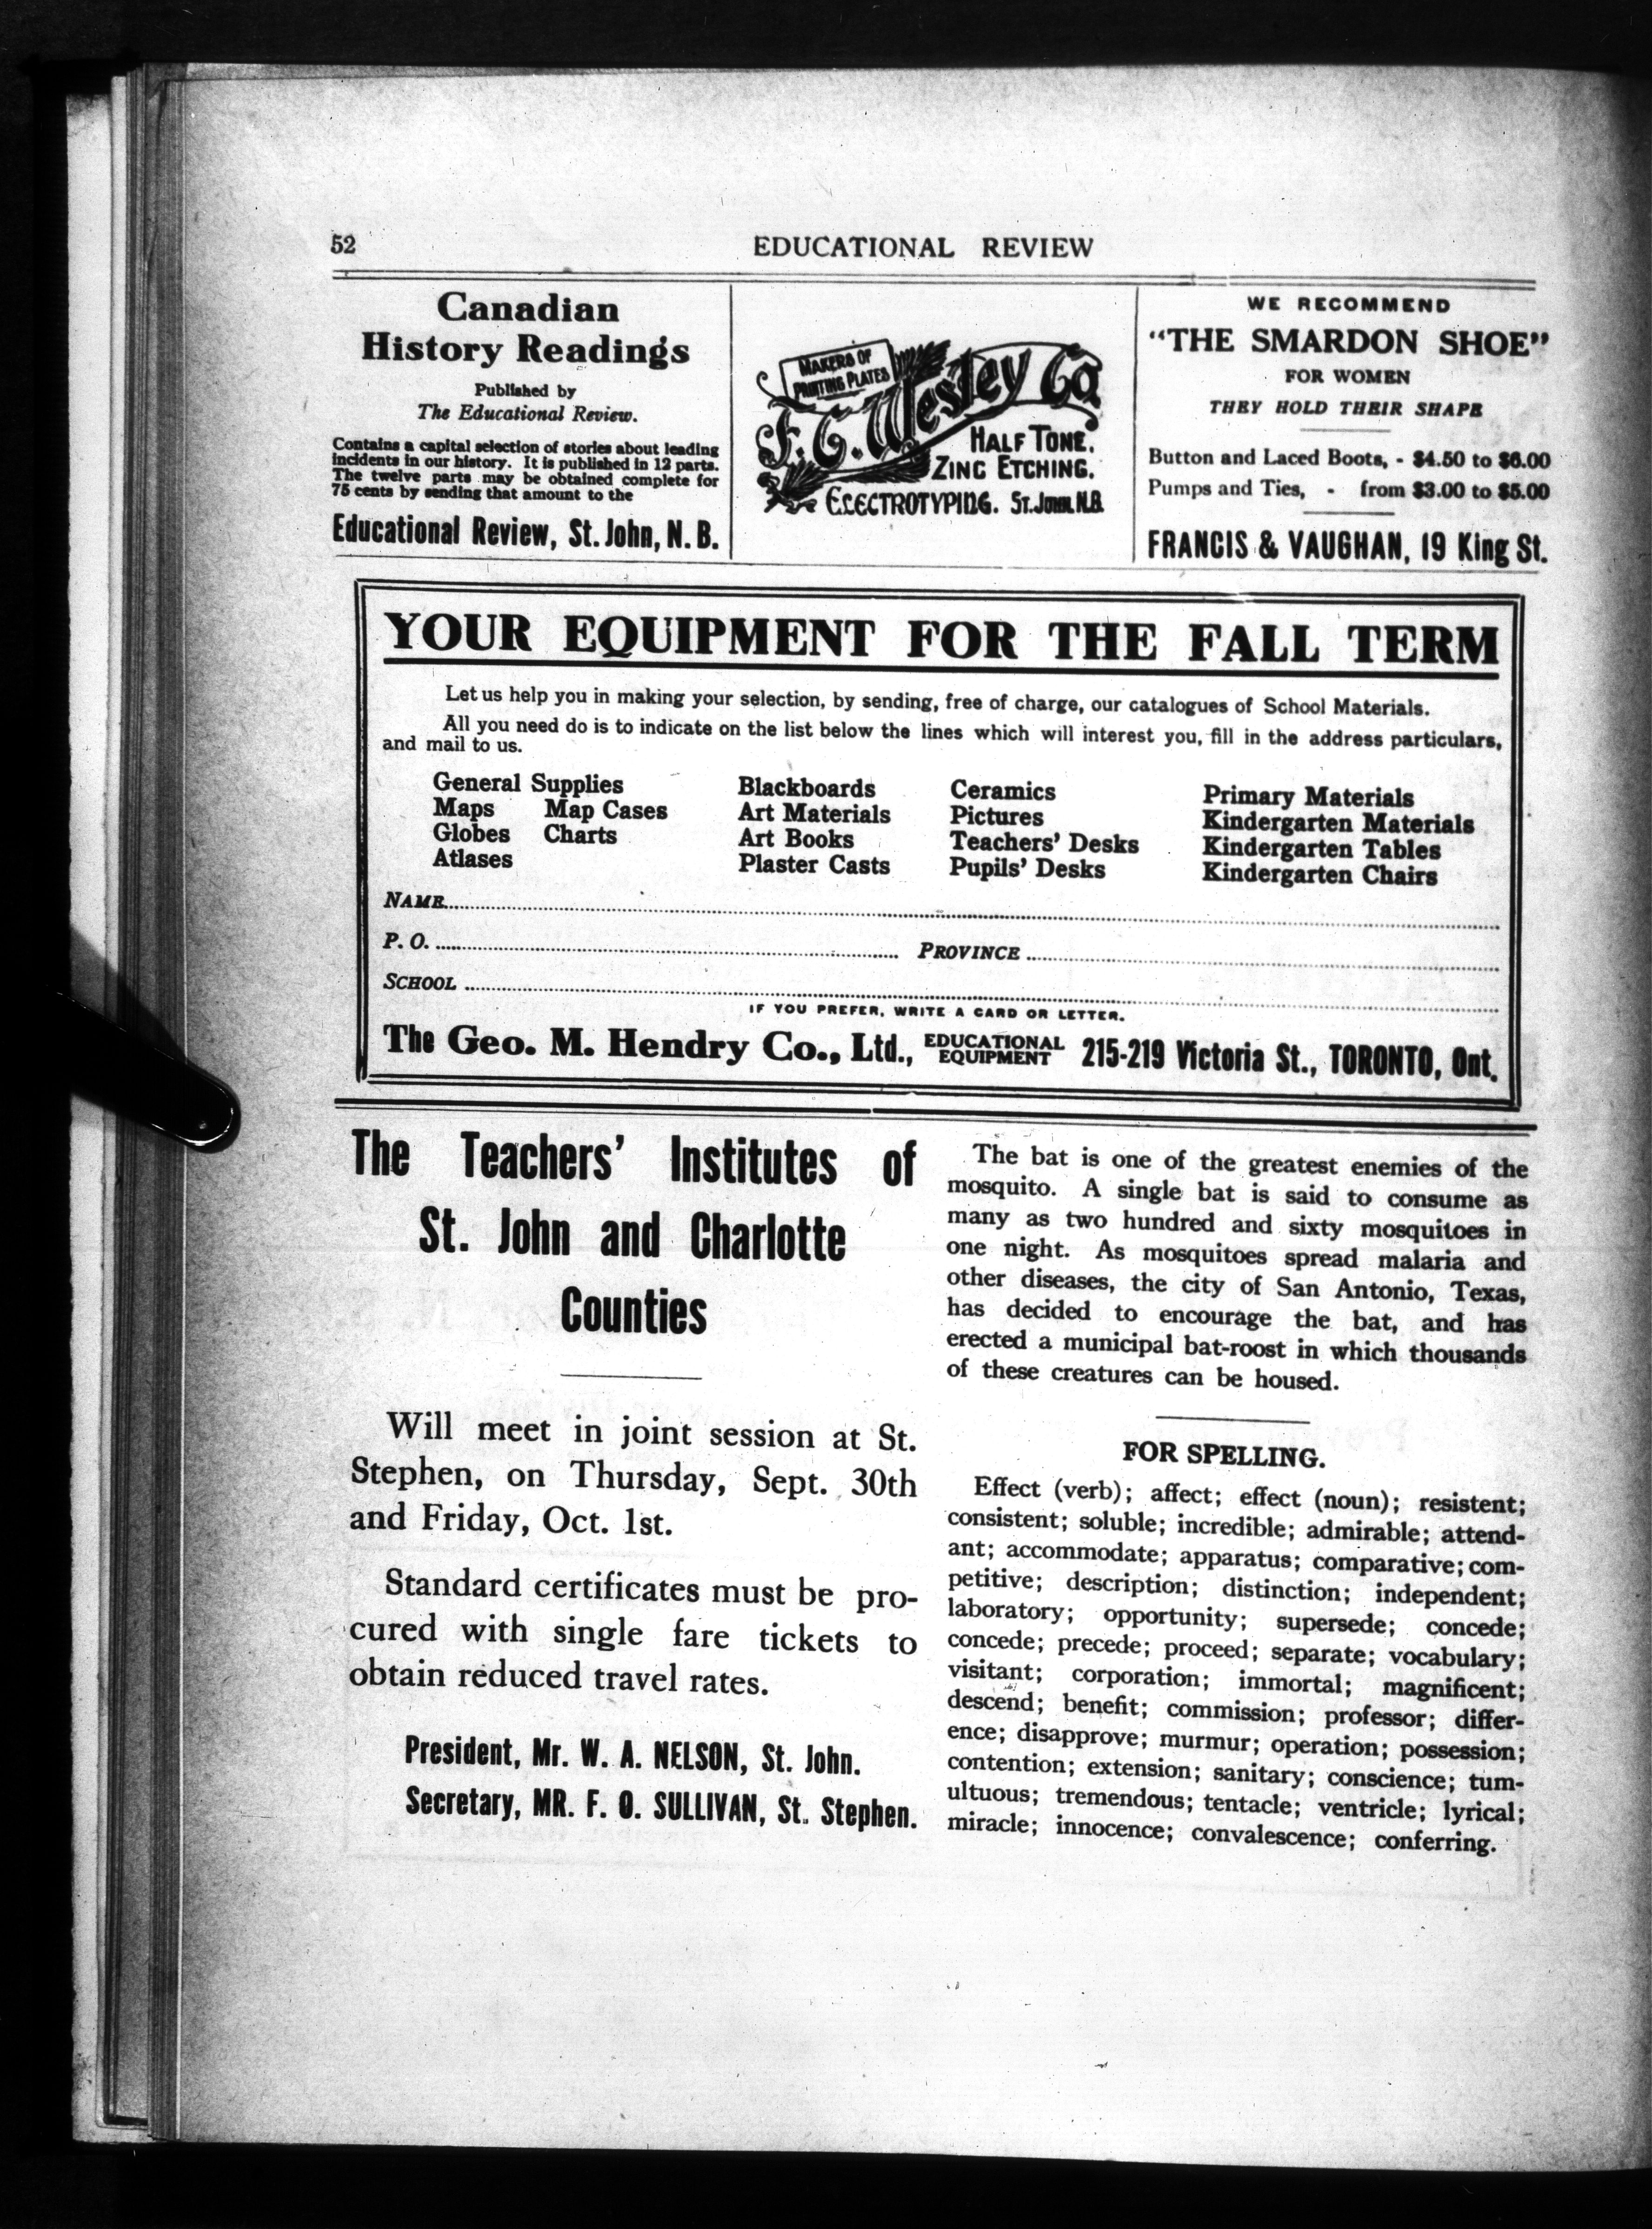 52
EDUCATIONAL REVIEW
Canadian
History Readings
Published by
The Educational Review.
Contains a capital selection of stories about leading
incidents in our history. It is published in 12 parts.
The twelve parts may be obtained complete for
75 cents by sending that amount to the
Educational Review, St. John, N. B.
MAKERS OF
PRINTING PLATES
F. C. Wesley Co
HALF TONE.
ZINC ETCHING.
ELECTROTYPING. ST. JOHN, N.B.
WE RECOMMEND
“THE SMARDON SHOE”
FOR WOMEN
THEY HOLD THEIR SHAPE
Button and Laced Boots, - $4.50 to $6.00
Pumps and Ties, - from $3.00 to $5.00
FRANCIS & VAUGHAN, 19 King St.
YOUR EQUIPMENT FOR THE FALL TERM
Let us help you in making your selection, by sending, free of charge, our catalogues of School Materials.
All you need do is to indicate on the list below the lines which will interest you, fill in the address particulars,
and mail to us.
General Supplies
Maps Map Cases
Globes Charts
Atlases
Blackboards
Art Materials
Art Books
Plaster Casts
Ceramics
Pictures
Teachers' Desks
Pupils' Desks
Primary Materials
Kindergarten Materials
Kindergarten Tables
Kindergarten Chairs
NAME
P. O. PROVINCE
SCHOOL
IF YOU PREFER, WRITE A CARD OR LETTER.
The Geo. M. Hendry Co., Ltd., EDUCATIONAL EQUIPMENT 215-219 Victoria St., TORONTO, Ont.
The Teachers' Institutes of
St. John and Charlotte
Counties
Will meet in joint session at St.
Stephen, on Thursday, Sept. 30th
and Friday, Oct. 1st.
Standard certificates must be pro-
cured with single fare tickets to
obtain reduced travel rates.
President, Mr. W. A. NELSON, St. John.
Secretary, MR. F. O. SULLIVAN, St. Stephen.
The bat is one of the greatest enemies of the
mosquito. A single bat is said to consume as
many as two hundred and sixty mosquitoes in
one night. As mosquitoes spread malaria and
other diseases, the city of San Antonio, Texas,
has decided to encourage the bat, and has
erected a municipal bat-roost in which thousands
of these creatures can be housed.
FOR SPELLING.
Effect (verb); affect; effect (noun); resistent;
consistent; soluble; incredible; admirable; attend-
ant; accommodate; apparatus; comparative; com-
petitive; description; distinction; independent;
laboratory; opportunity; supersede; concede;
concede; precede; proceed; separate; vocabulary;
visitant; corporation; immortal; magnificent;
descend; benefit; commission; professor; differ-
ence; disapprove; murmur; operation; possession;
contention; extension; sanitary; conscience; tum-
ultuous; tremendous; tentacle; ventricle; lyrical;
miracle; innocence; convalescence; conferring.